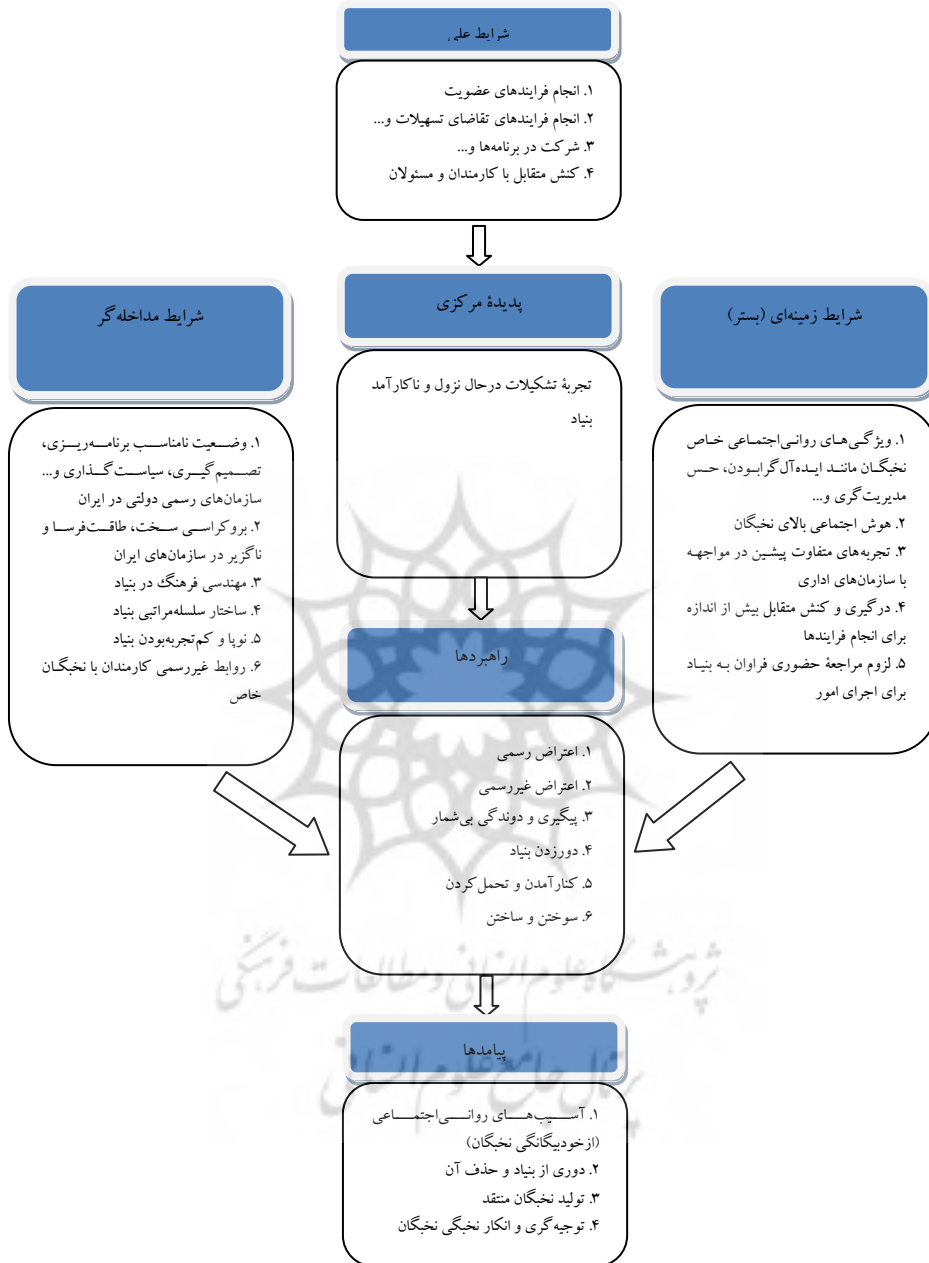 شرایط علی
۱. انجام فرایندهای عضویت
۲. انجام فرایندهای تقاضای تسهیلات و...
۳. شرکت در برنامه‌ها و...
۴. کنش متقابل با کارمندان و مسئولان
شرایط زمینه‌ای (بستر)
۱. ویژگی‌های روانی‌اجتماعی خاص
نخبگان مانند ایده‌آل‌گرابودن، حس
مدیریت‌گری و...
۲. هوش اجتماعی بالای نخبگان
۳. تجربه‌های متفاوت پیشین در مواجهه
با سازمان‌های اداری
۴. درگیری و کنش متقابل بیش از اندازه
برای انجام فرایندها
۵. لزوم مراجعهٔ حضوری فراوان به بنیاد
برای اجرای امور
پدیدهٔ مرکزی
تجربهٔ تشکیلات درحال نزول و ناکارآمد
بنیاد
شرایط مداخله‌گر
۱. وضعیت نامناسب برنامه‌ریزی،
تصمیم‌گیری، سیاست‌گذاری و...
سازمان‌های رسمی دولتی در ایران
۲. بروکراسی سخت، طاقت‌فرسا و
ناگزیر در سازمان‌های ایران
۳. مهندسی فرهنگ در بنیاد
۴. ساختار سلسله‌مراتبی بنیاد
۵. نوپا و کم‌تجربه‌بودن بنیاد
۶. روابط غیررسمی کارمندان با نخبگان
خاص
راهبردها
۱. اعتراض رسمی
۲. اعتراض غیررسمی
۳. پیگیری و دوندگی بی‌شمار
۴. دورزدن بنیاد
۵. کنارآمدن و تحمل‌کردن
۶. سوختن و ساختن
پژوهشگاه علوم انسانی و مطالعات فرهنگی
پیامدها
پرتال جامع علوم انسانی
۱. آسیب‌های روانی‌اجتماعی
(ازخودبیگانگی نخبگان)
۲. دوری از بنیاد و حذف آن
۳. تولید نخبگان منتقد
۴. توجیه‌گری و انکار نخبگی نخبگان